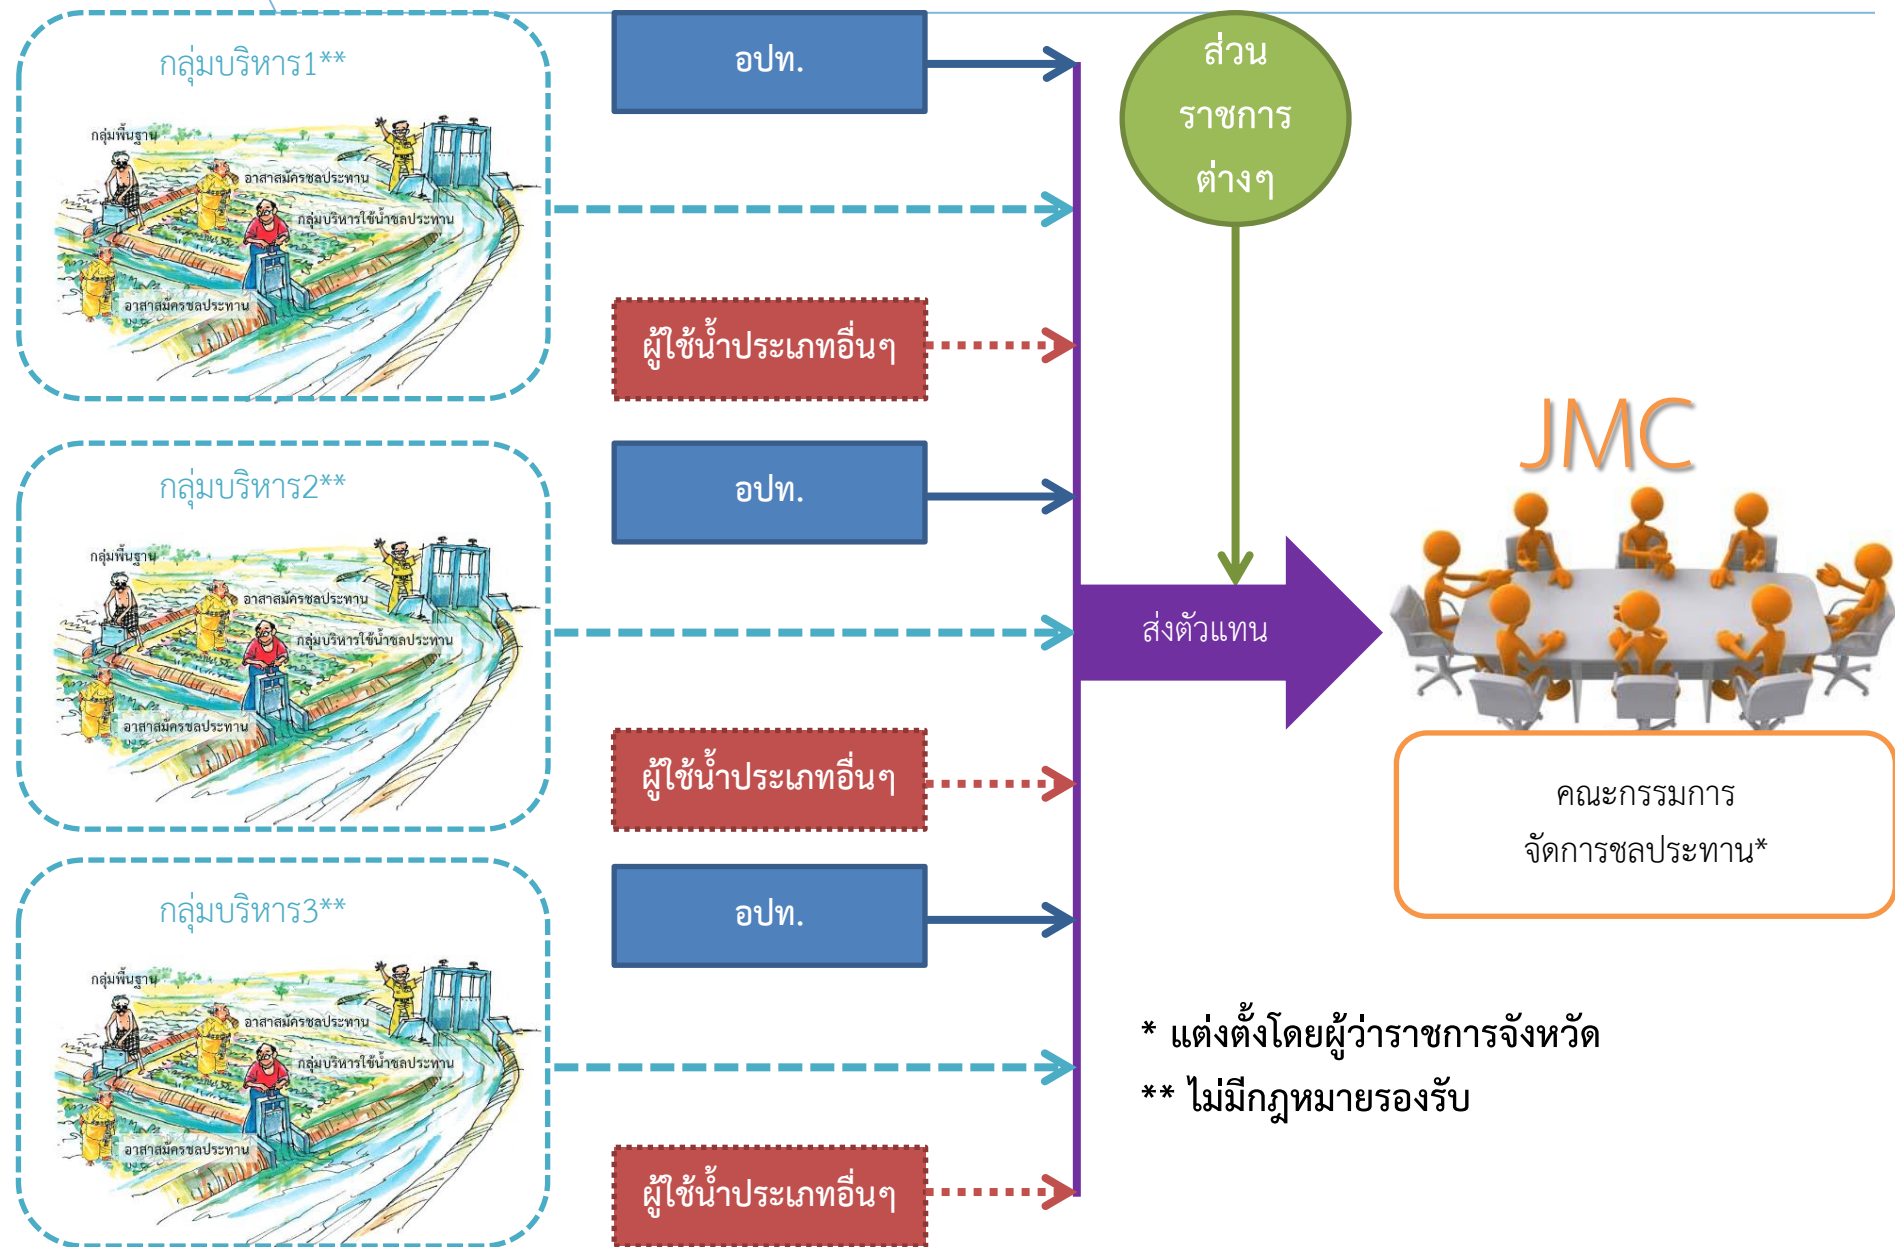 กลุ่มบริหาร1**
กลุ่มพื้นฐาน
อาสาสมัครชลประทาน
กลุ่มบริหารใช้น้ำชลประทาน
อาสาสมัครชลประทาน
อปท.
ผู้ใช้น้ำประเภทอื่นๆ
ส่วน
ราชการ
ต่างๆ
กลุ่มบริหาร2**
กลุ่มพื้นฐาน
อาสาสมัครชลประทาน
กลุ่มบริหารใช้น้ำชลประทาน
อาสาสมัครชลประทาน
อปท.
ผู้ใช้น้ำประเภทอื่นๆ
กลุ่มบริหาร3**
กลุ่มพื้นฐาน
อาสาสมัครชลประทาน
กลุ่มบริหารใช้น้ำชลประทาน
อาสาสมัครชลประทาน
อปท.
ผู้ใช้น้ำประเภทอื่นๆ
ส่งตัวแทน
JMC
คณะกรรมการ
จัดการชลประทาน*
* แต่งตั้งโดยผู้ว่าราชการจังหวัด
** ไม่มีกฎหมายรองรับ